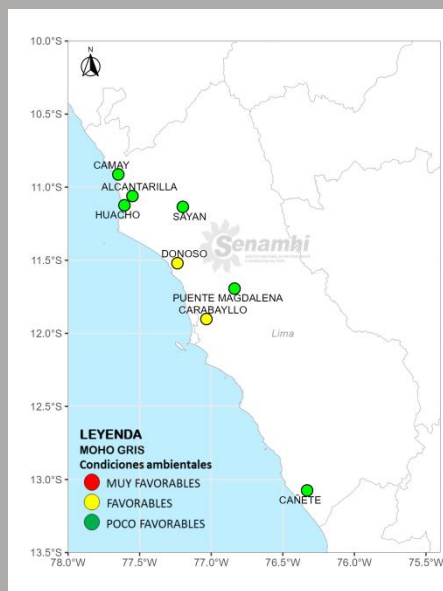 N
10.0°S
10.5°S
11.0°S
11.5°S
12.0°S
12.5°S
13.0°S
13.5°S
CAMAY
ALCANTARILLA
HUACHO
SAYAN
Senamhi
DONOSO
PUENTE MAGDALENA
CARABAYLLO
Lima
CAÑETE
LEYENDA
MOHO GRIS
Condiciones ambientales
MUY FAVORABLES
FAVORABLES
POCO FAVORABLES
78.0°W 77.5°W 77.0°W 76.5°W 76.0°W 75.5°W